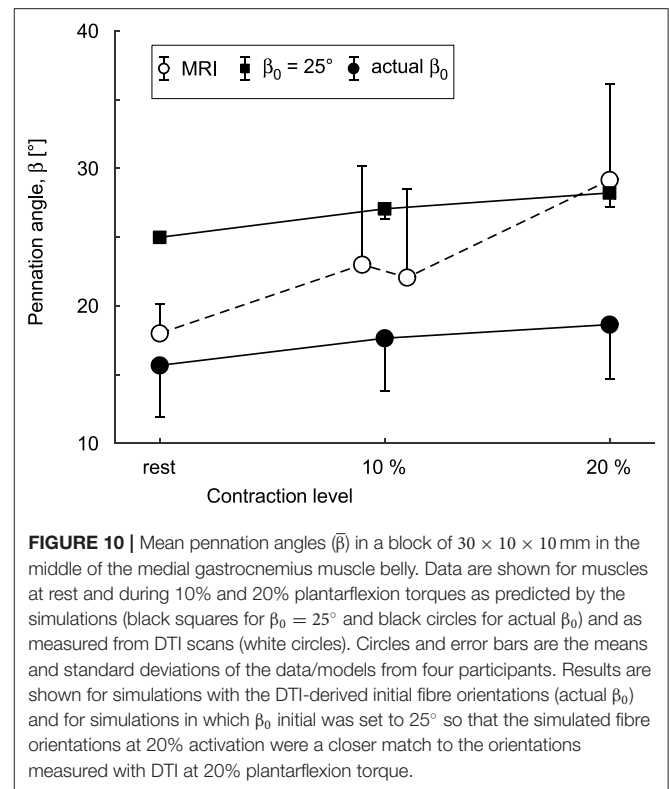 40
MRI β0 = 25° actual β0
30
Pennation angle, β [°]
20
10
rest 10 % 20 %
Contraction level
FIGURE 10 | Mean pennation angles (β̅) in a block of 30 × 10 × 10 mm in the
middle of the medial gastrocnemius muscle belly. Data are shown for muscles
at rest and during 10% and 20% plantarflexion torques as predicted by the
simulations (black squares for β0 = 25° and black circles for actual β0) and as
measured from DTI scans (white circles). Circles and error bars are the means
and standard deviations of the data/models from four participants. Results are
shown for simulations with the DTI-derived initial fibre orientations (actual β0)
and for simulations in which β0 initial was set to 25° so that the simulated fibre
orientations at 20% activation were a closer match to the orientations
measured with DTI at 20% plantarflexion torque.